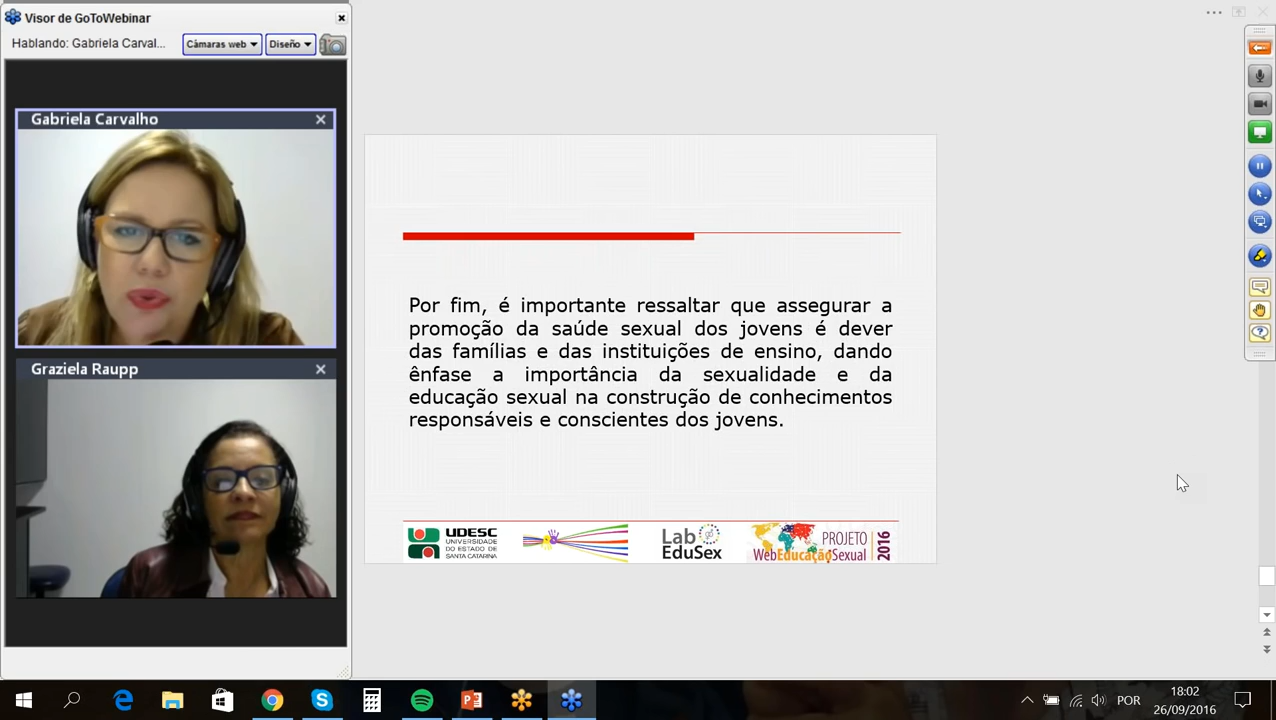 Visor de GoToWebinar
Hablando: Gabriela Carval...
Câmaras web
Diseño
Gabriela Carvalho
Graziela Raupp
Por fim, é importante ressaltar que assegurar a
promoção da saúde sexual dos jovens é dever
das famílias e das instituições de ensino, dando
ênfase a importância da sexualidade e da
educação sexual na construção de conhecimentos
responsáveis e conscientes dos jovens.
UDESC
UNIVERSIDADE
DO ESTADO DE
SANTA CATARINA
Lab
EduSex
PROJETO
WebEducaçãoSexual
2016
POR
18:02
26/09/2016